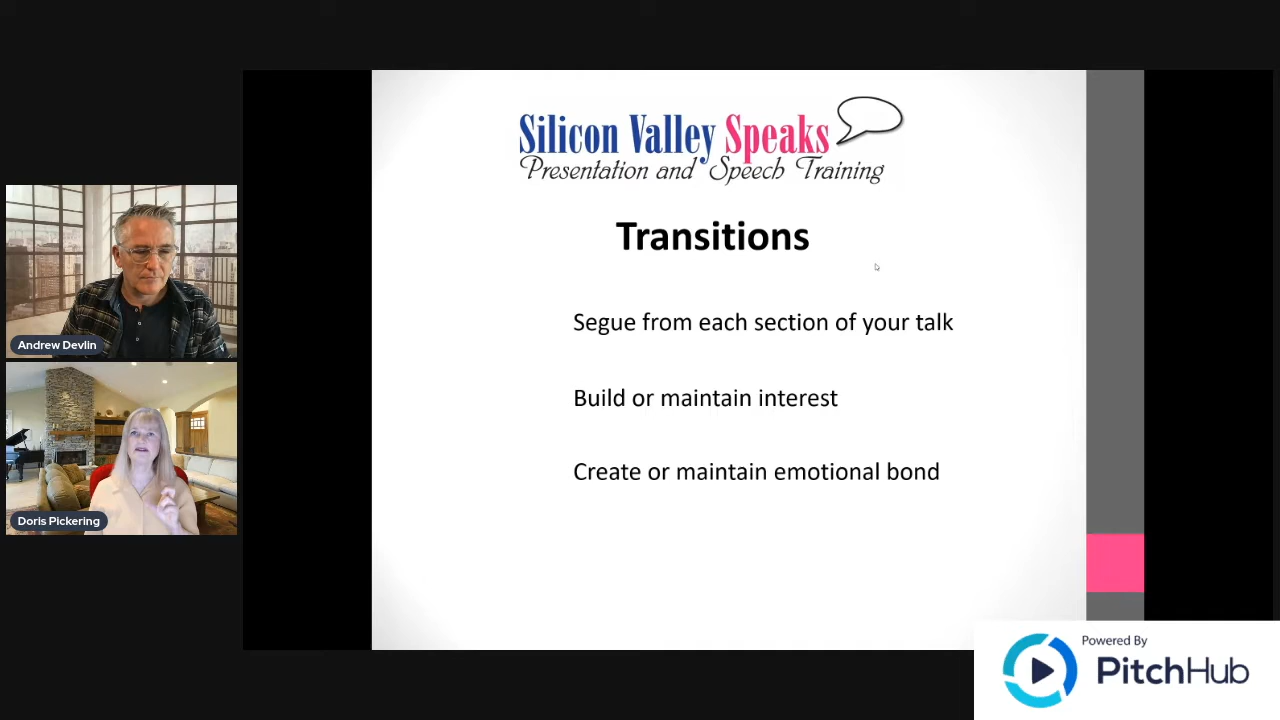 Silicon Valley Speaks
Presentation and Speech Training
Transitions
Segue from each section of your talk
Build or maintain interest
Create or maintain emotional bond
Andrew Devlin
Doris Pickering
Powered By
PitchHub